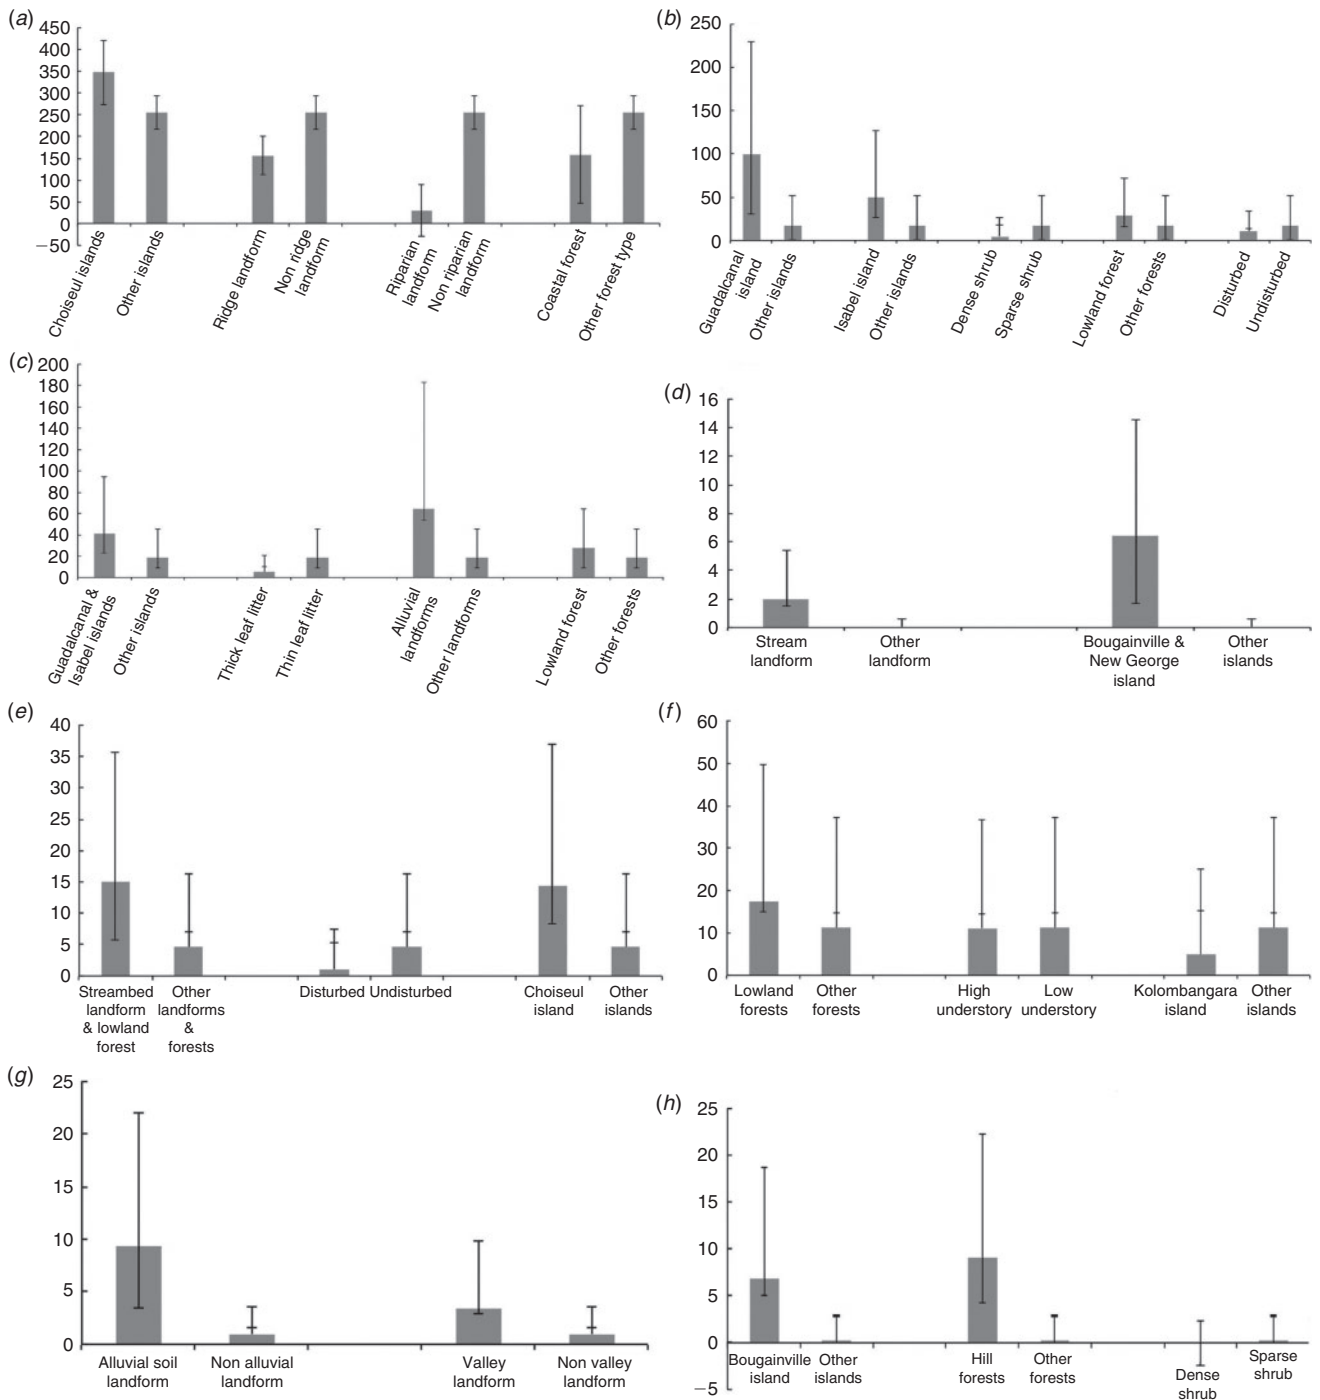 (a)
450
400
350
300
250
200
150
100
50
0
−50
Choiseul islands
Other islands
Ridge landform
Non ridge
landform
Riparian
landform
Non riparian
landform
Coastal forest
Other forest type
(b)
250
200
150
100
50
0
Guadalcanal
island
Other islands
Isabel island
Other islands
Dense shrub
Sparse shrub
Lowland forest
Other forests
Disturbed
Undisturbed
(c)
200
180
160
140
120
100
80
60
40
20
0
Guadalcanal &
Isabel islands
Other islands
Thick leaf litter
Thin leaf litter
Alluvial
landforms
Other landforms
Lowland forest
Other forests
(d)
16
14
12
10
8
6
4
2
0
Stream
landform
Other
landform
Bougainville &
New George
island
Other
islands
(e)
40
35
30
25
20
15
10
5
0
Streambed
landform
& lowland
forest
Other
landforms
&
forests
Disturbed
Undisturbed
Choiseul
island
Other
islands
(f)
60
50
40
30
20
10
0
Lowland
forests
Other
forests
High
understory
Low
understory
Kolombangara
island
Other
islands
(g)
25
20
15
10
5
0
Alluvial soil
landform
Non alluvial
landform
Valley
landform
Non valley
landform
(h)
25
20
15
10
5
0
−5
Bougainville
island
Other
islands
Hill
forests
Other
forests
Dense
shrub
Sparse
shrub